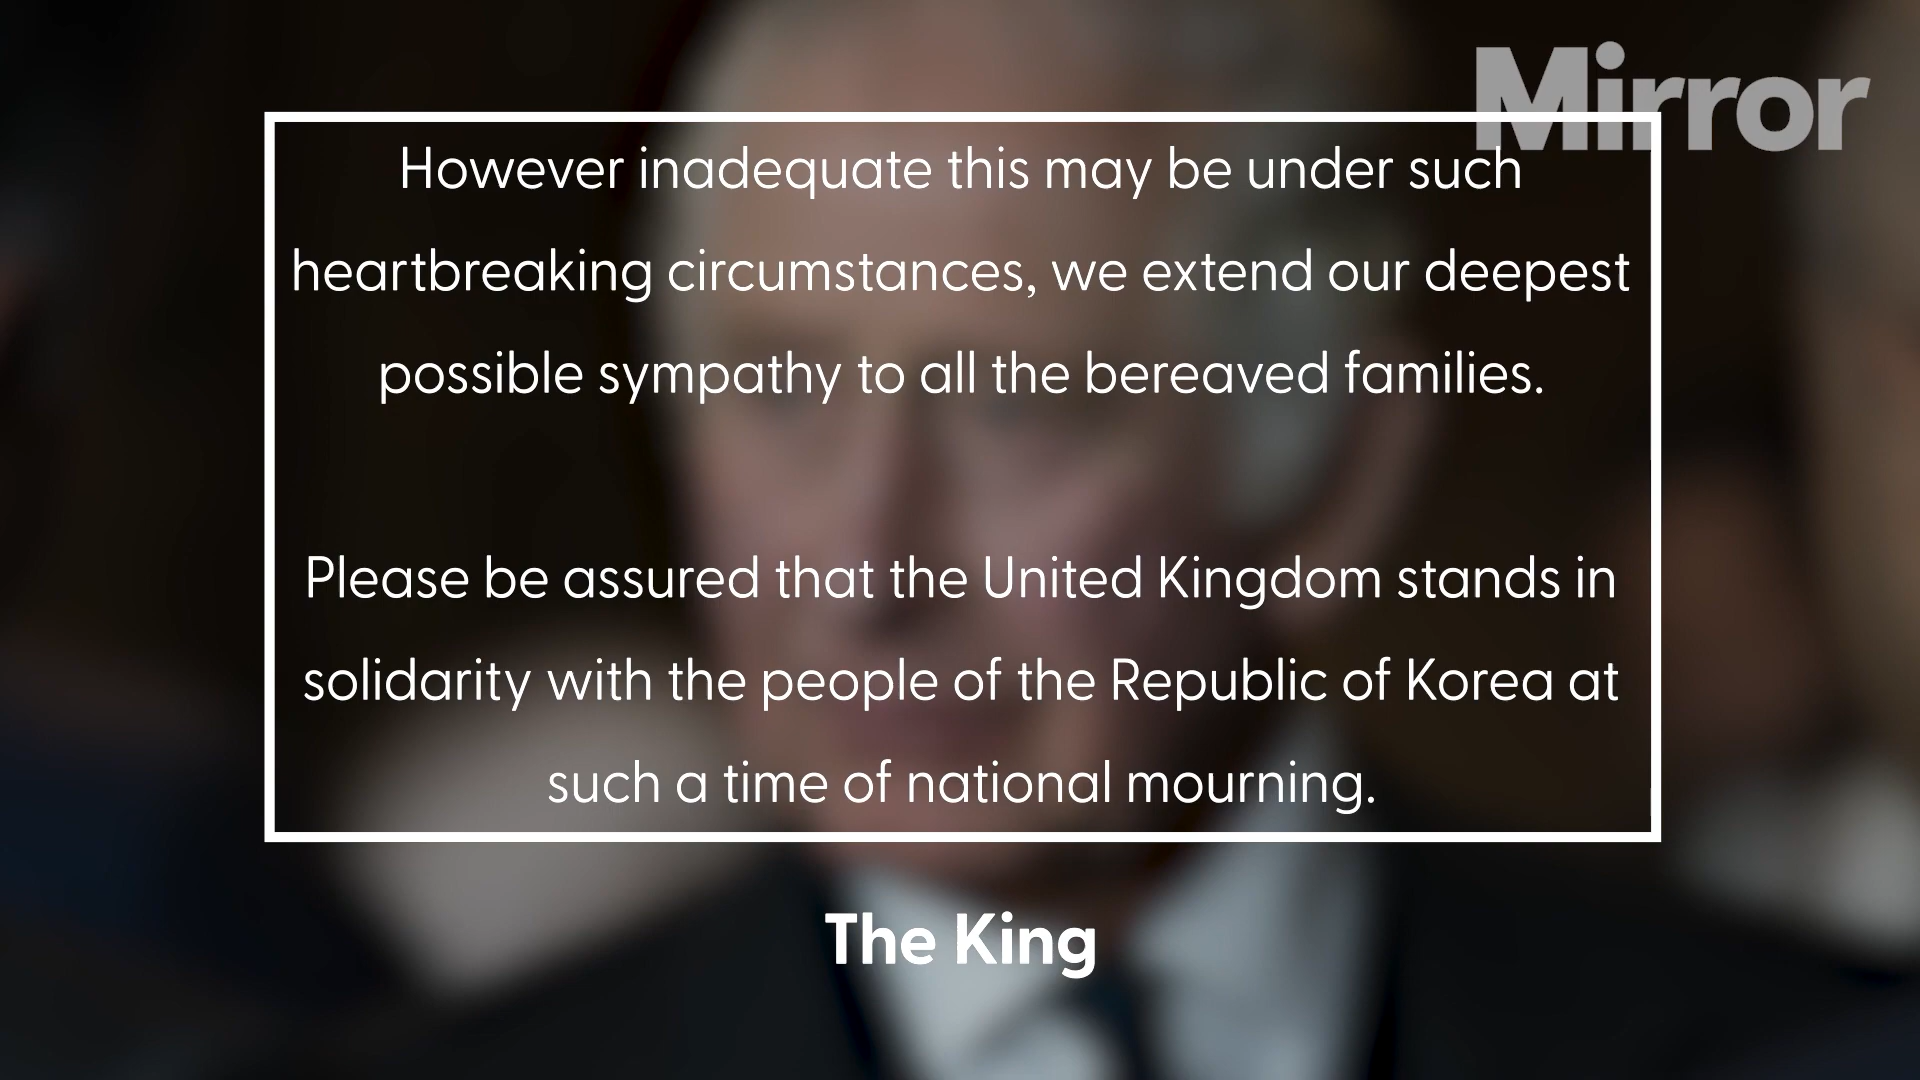 Mirror
However inadequate this may be under such
heartbreaking circumstances, we extend our deepest
possible sympathy to all the bereaved families.
Please be assured that the United Kingdom stands in
solidarity with the people of the Republic of Korea at
such a time of national mourning.
The King